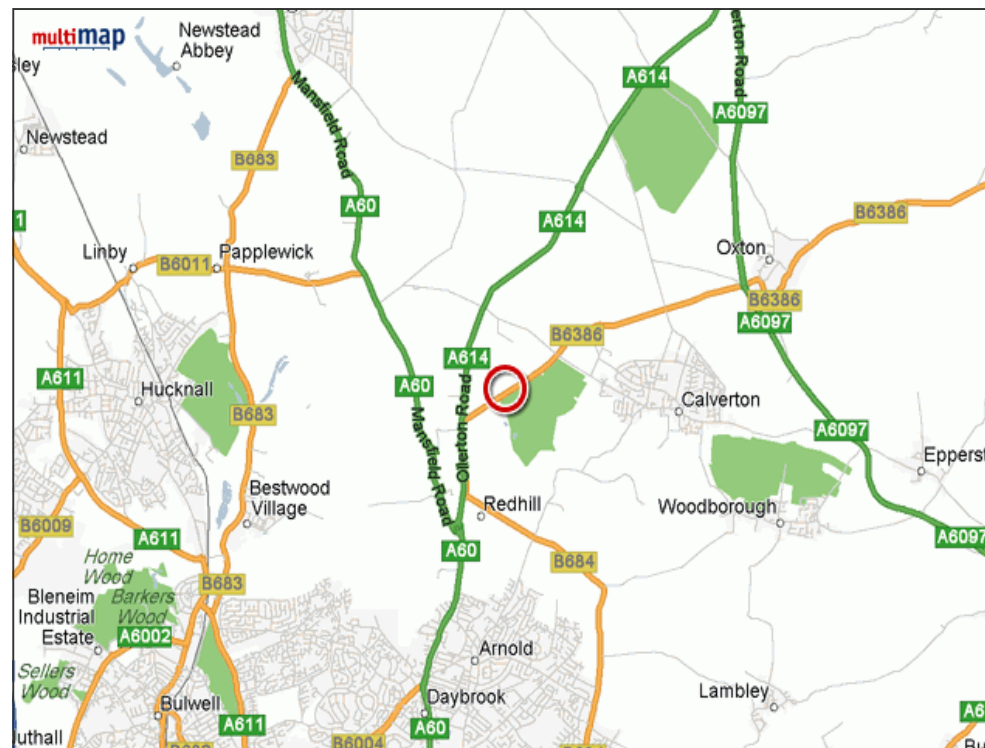 multimap
Newstead
Abbey
Mansfield Road
A614
Ollerton Road
A6097
Newstead
B683
A60
A614
B6386
Linby
B6011
Papplewick
Oxton
B6386
A6097
B6386
A611
Hucknall
B683
A60
A614
Mansfield Road
Ollerton Road
Calverton
A6097
Bestwood
Village
Redhill
Woodborough
B6009
A611
A60
B684
A6097
Home
Wood
B683
Bleneim
Industrial
Estate
Barkers
Wood
A6002
Arnold
Sellers
Wood
Bulwell
A611
Daybrook
A60
B6004
Lambley